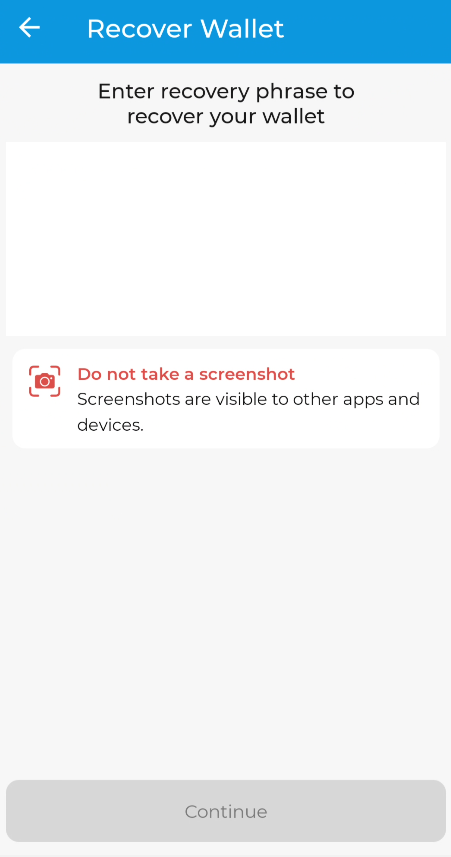 Recover Wallet
Enter recovery phrase to
recover your wallet
Do not take a screenshot
Screenshots are visible to other apps and
devices.
Continue